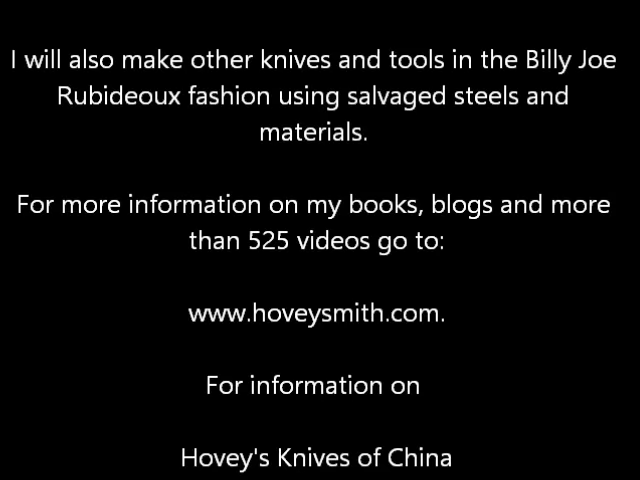 I will also make other knives and tools in the Billy Joe
Rubideoux fashion using salvaged steels and
materials.
For more information on my books, blogs and more
than 525 videos go to:
www.hoveysmith.com.
For information on
Hovey's Knives of China